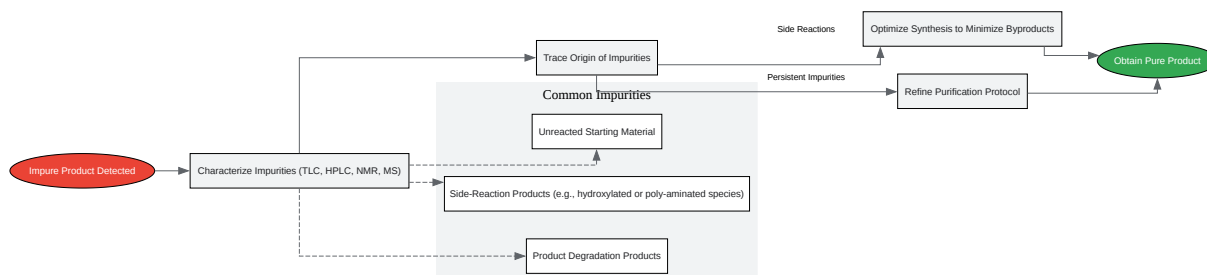 Side Reactions
Optimize Synthesis to Minimize Byproducts
Trace Origin of Impurities
Obtain Pure Product
Persistent Impurities
Refine Purification Protocol
Common Impurities
Unreacted Starting Material
Impure Product Detected
Characterize Impurities (TLC, HPLC, NMR, MS)
Side-Reaction Products (e.g., hydroxylated or poly-aminated species)
Product Degradation Products